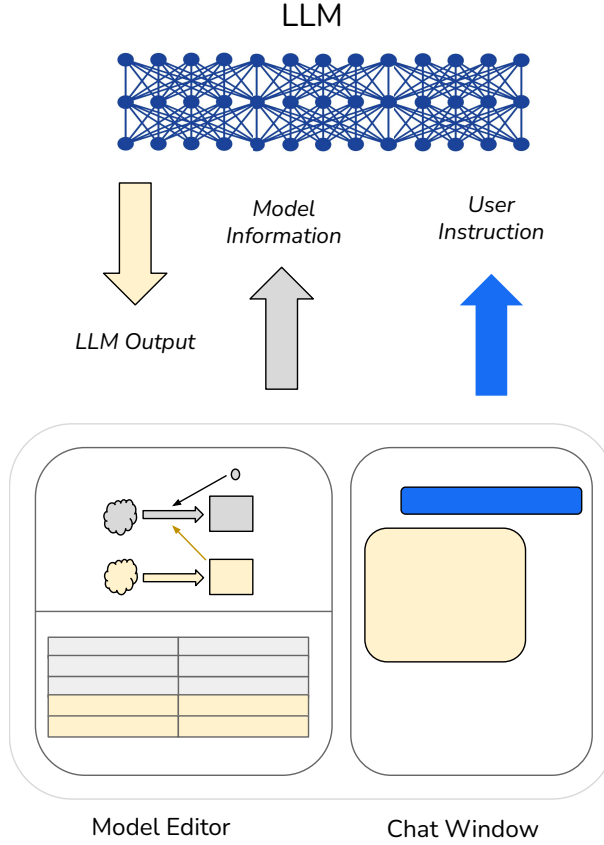 LLM
Model
Information
User
Instruction
LLM Output
Model Editor
Chat Window